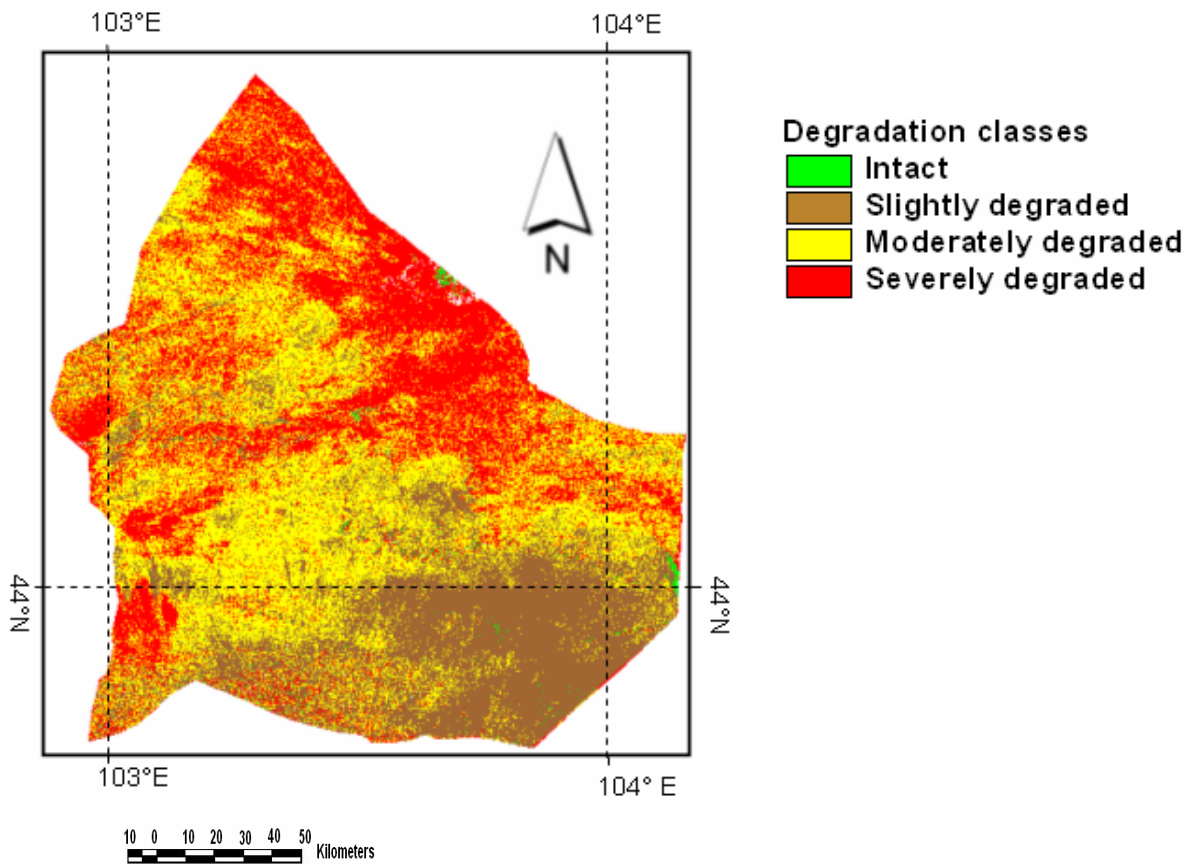 103°E 104°E
Degradation classes
Intact
Slightly degraded
Moderately degraded
Severely degraded
N
44°N 44°N
103°E 104° E
10 0 10 20 30 40 50 Kilometers